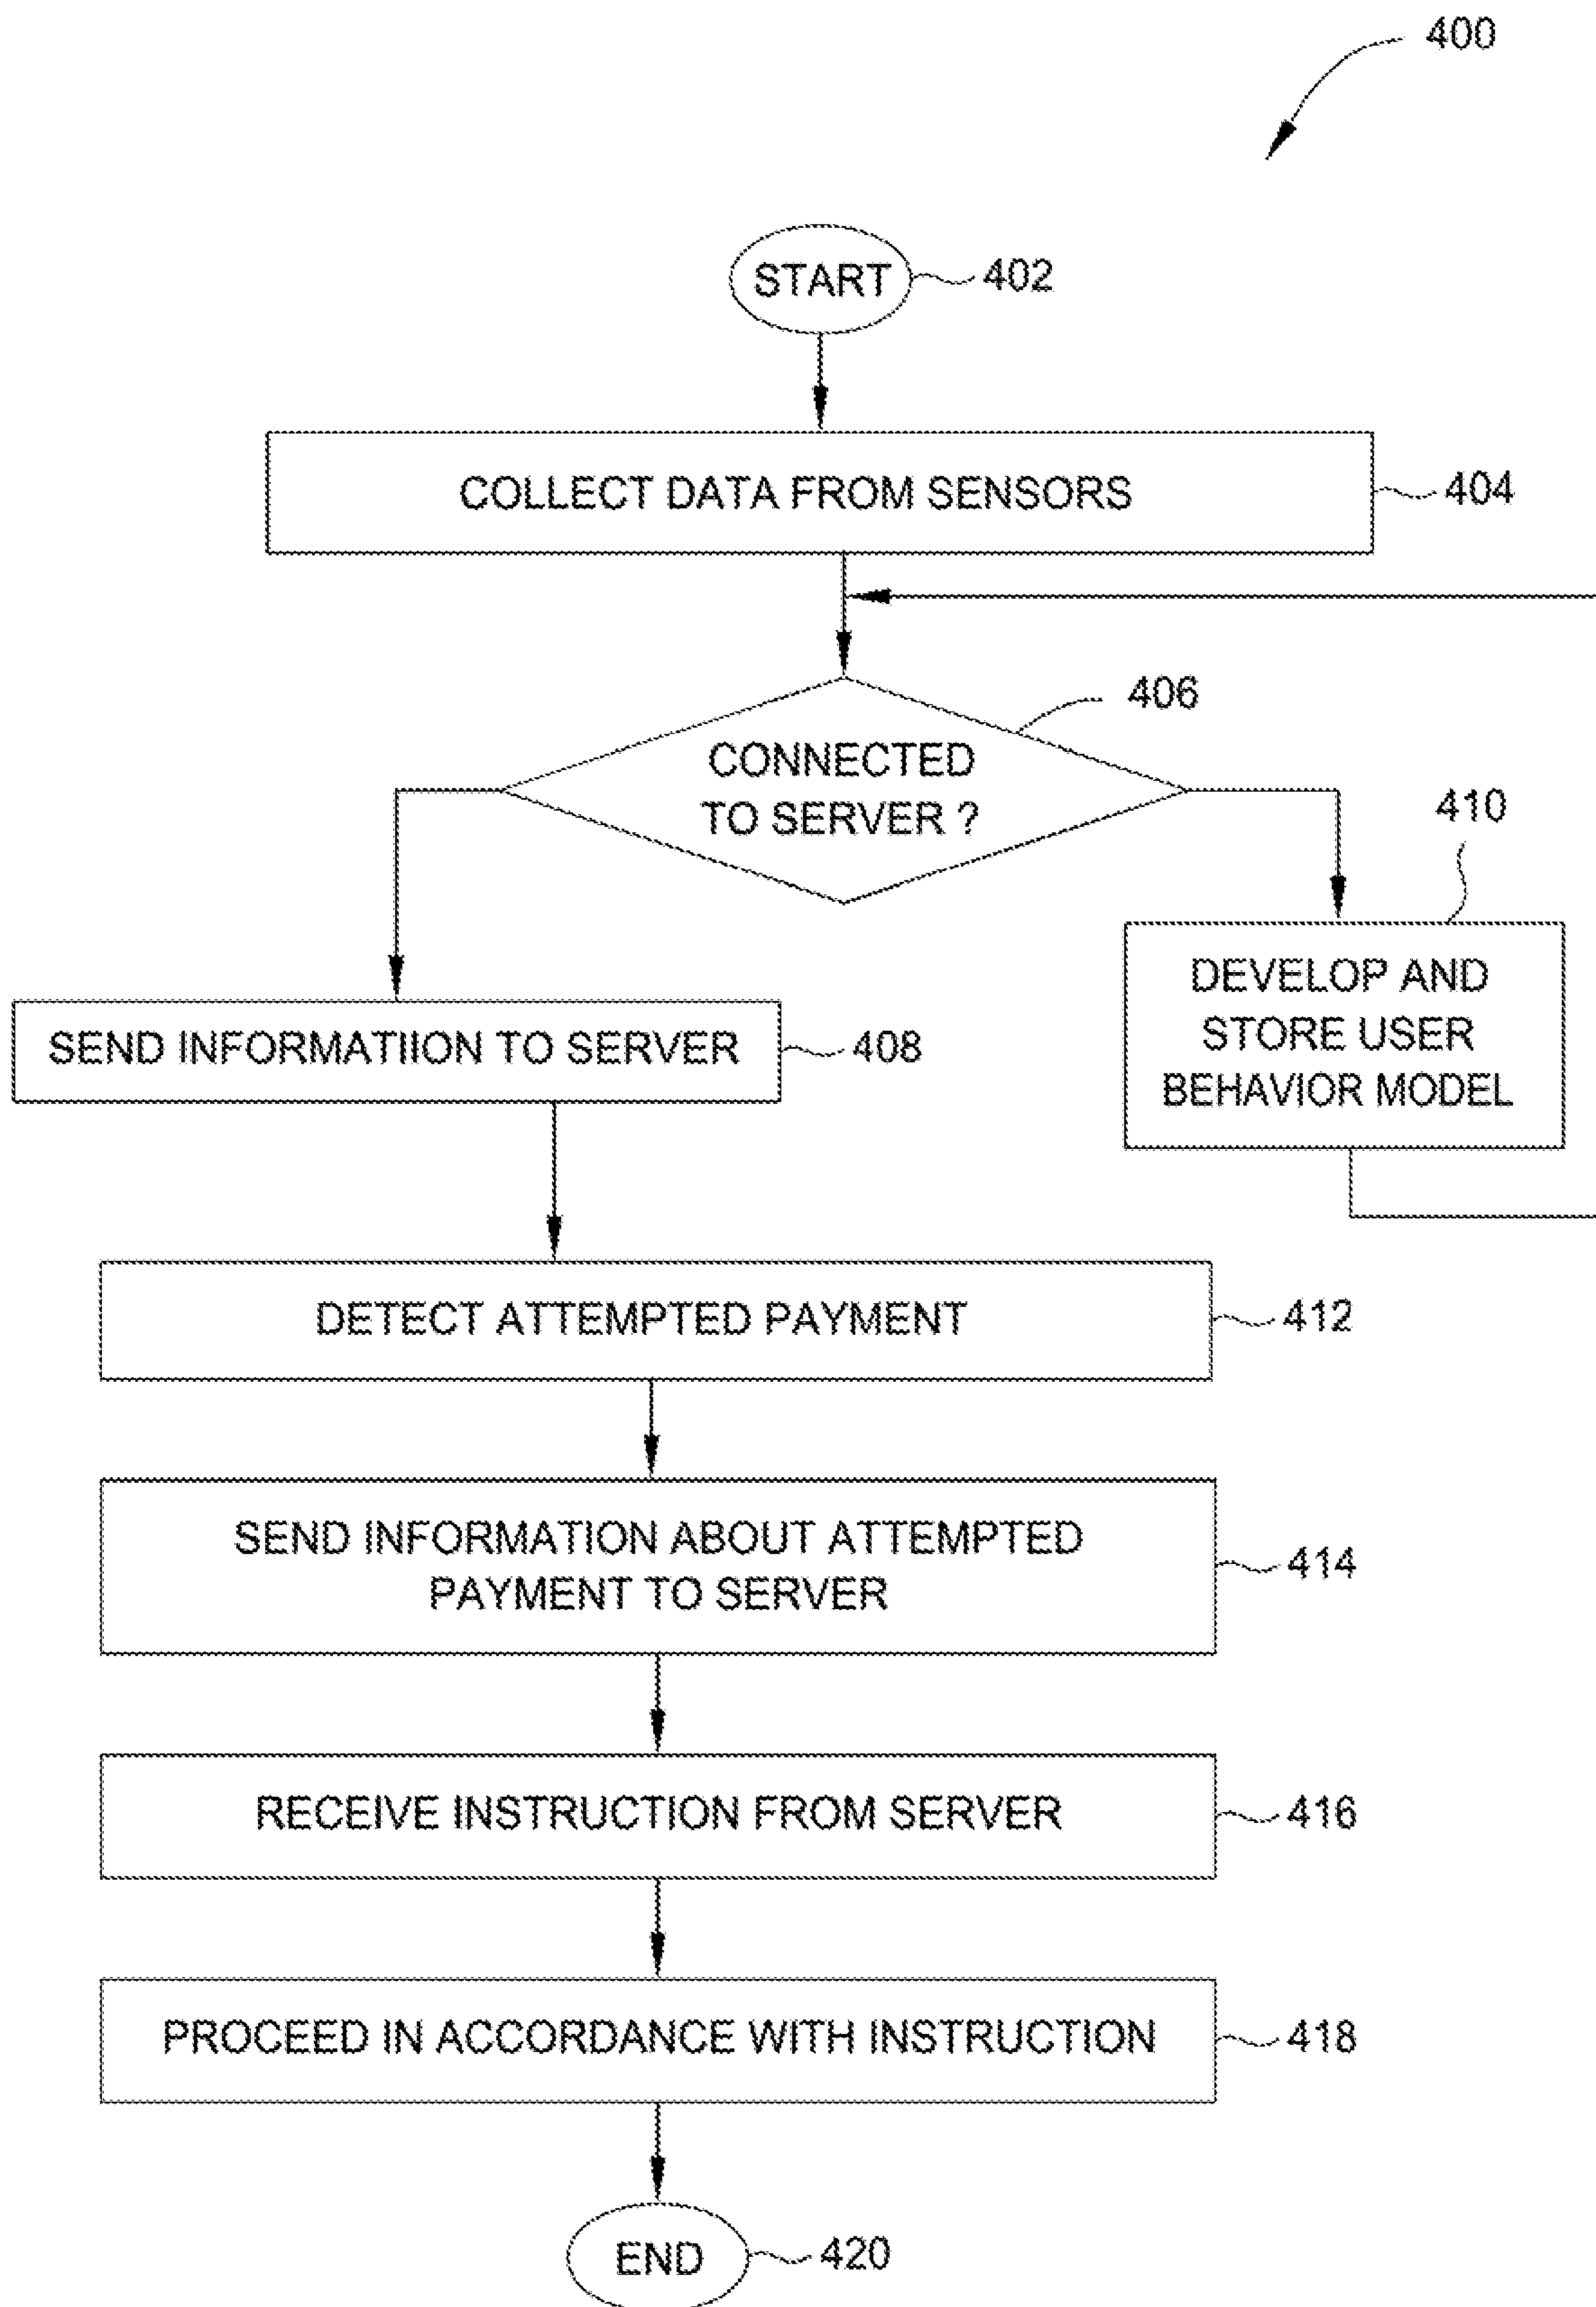 400
START
402
COLLECT DATA FROM SENSORS
404
406
CONNECTED
TO SERVER ?
410
DEVELOP AND
STORE USER
BEHAVIOR MODEL
SEND INFORMATIION TO SERVER
408
DETECT ATTEMPTED PAYMENT
412
SEND INFORMATION ABOUT ATTEMPTED
PAYMENT TO SERVER
414
RECEIVE INSTRUCTION FROM SERVER
416
PROCEED IN ACCORDANCE WITH INSTRUCTION
418
END
420